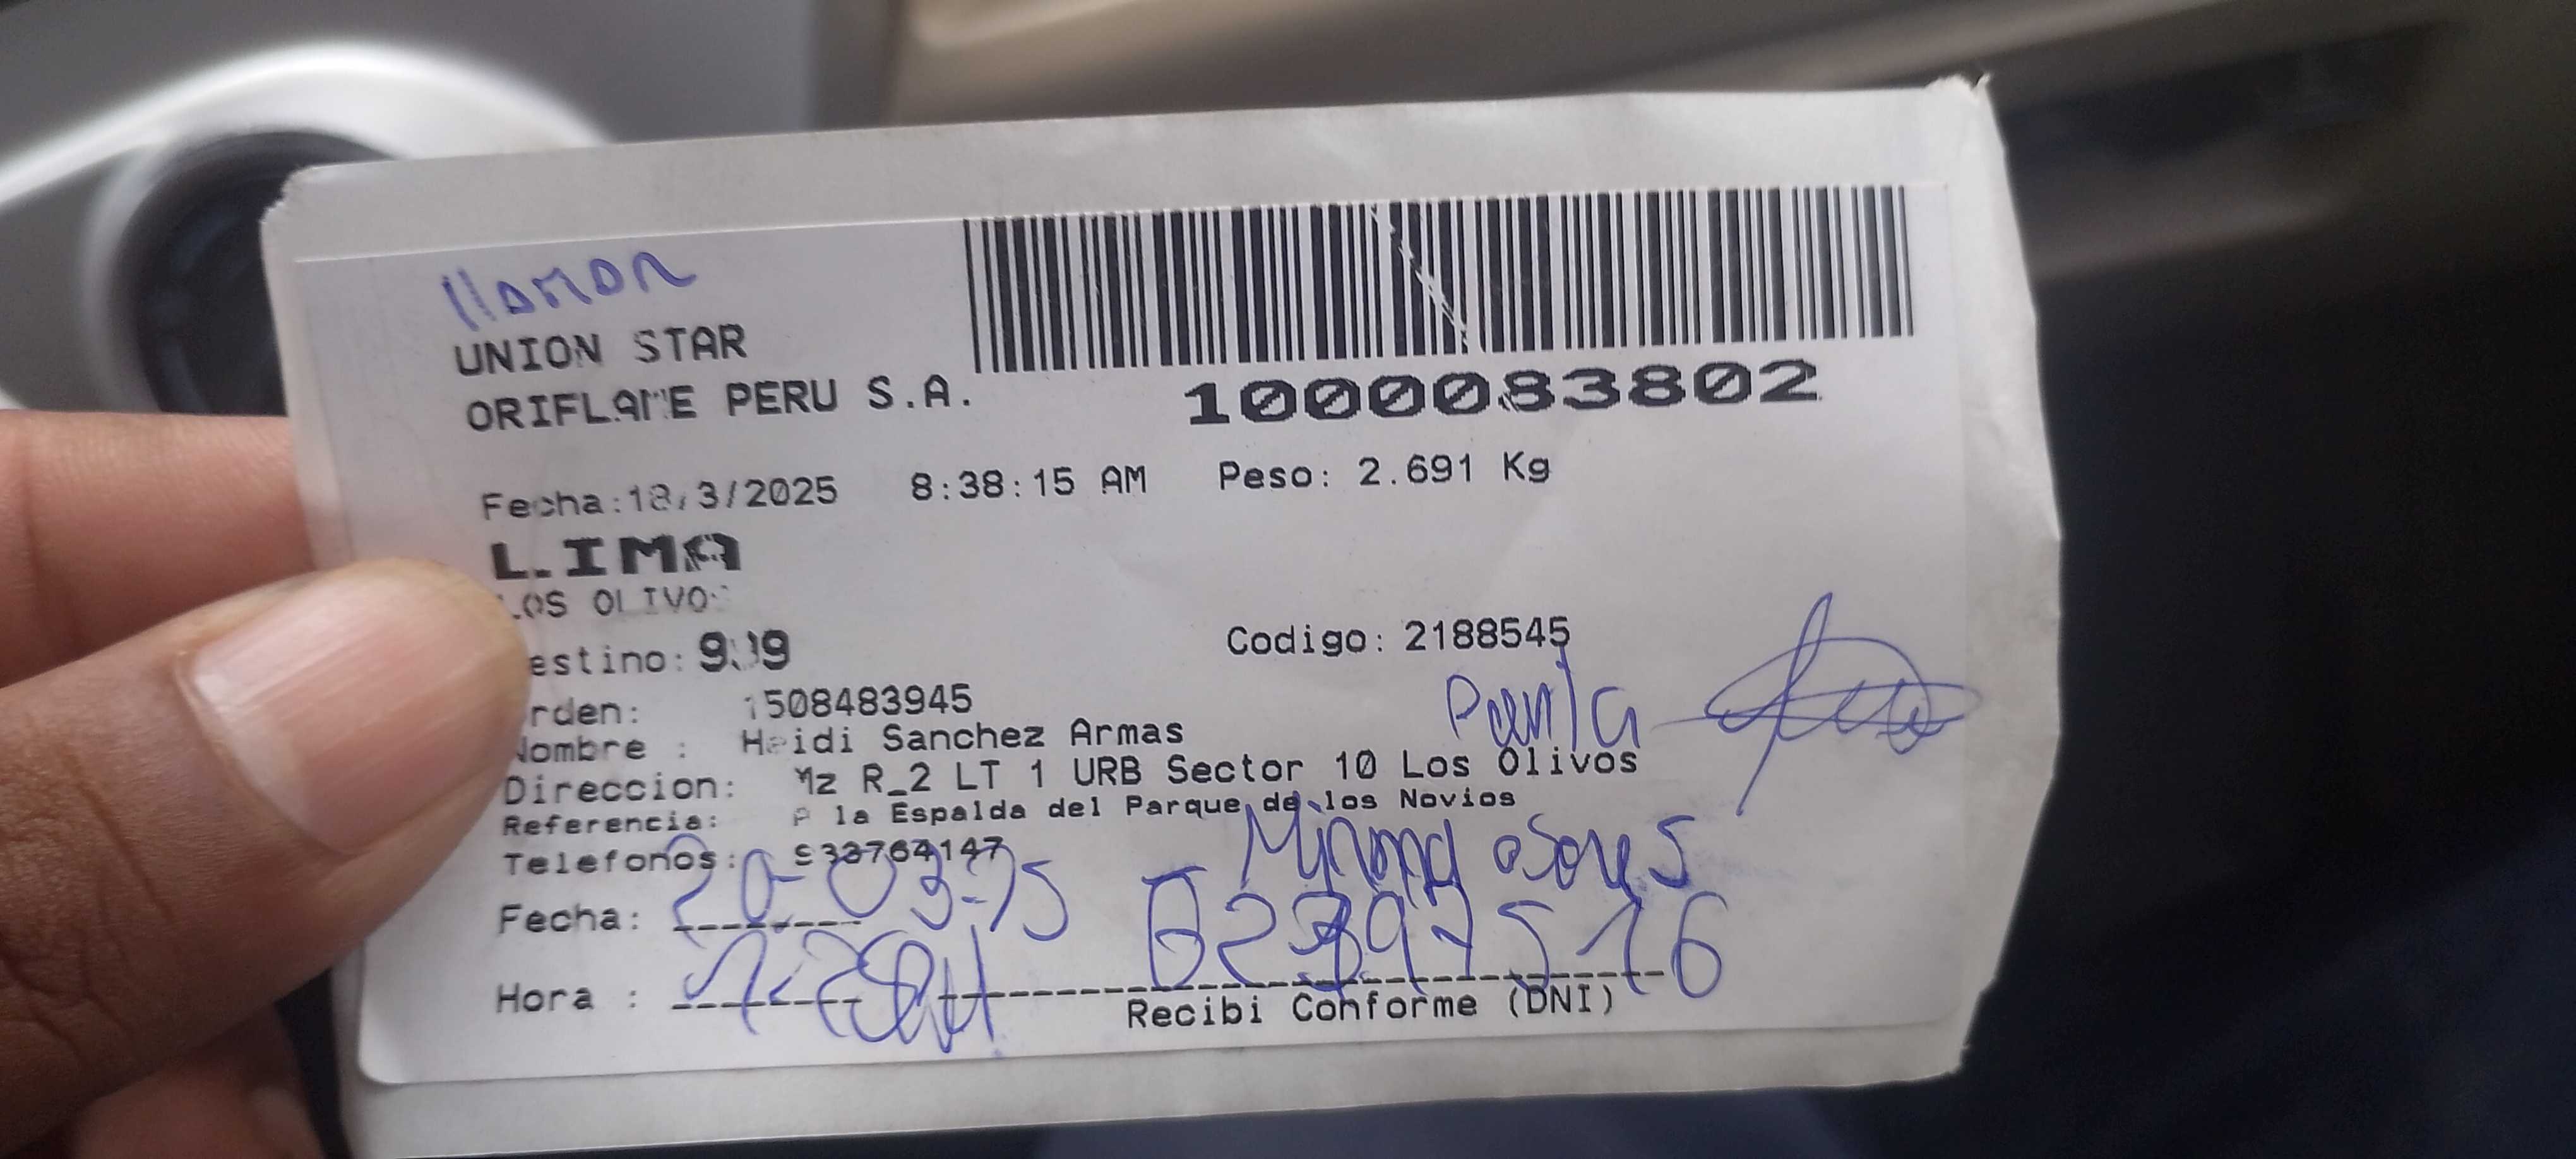 llamar
UNION STAR
ORIFLAME PERU S.A.
1000083802
Fecha:18/3/2025 8:38:15 AM Peso: 2.691 Kg
LIMA
LOS OLIVOS
estino: 9
Codigo: 2188545
rden: 1508483945
Nombre : Heidi Sanchez Armas
Direccion: Mz R_2 LT 1 URB Sector 10 Los Olivos
Referencia: A la Espalda del Parque de los Novios
Telefonos: 933764147
Fecha: 20-03-25
Hora :
Recibi Conforme (DNI)